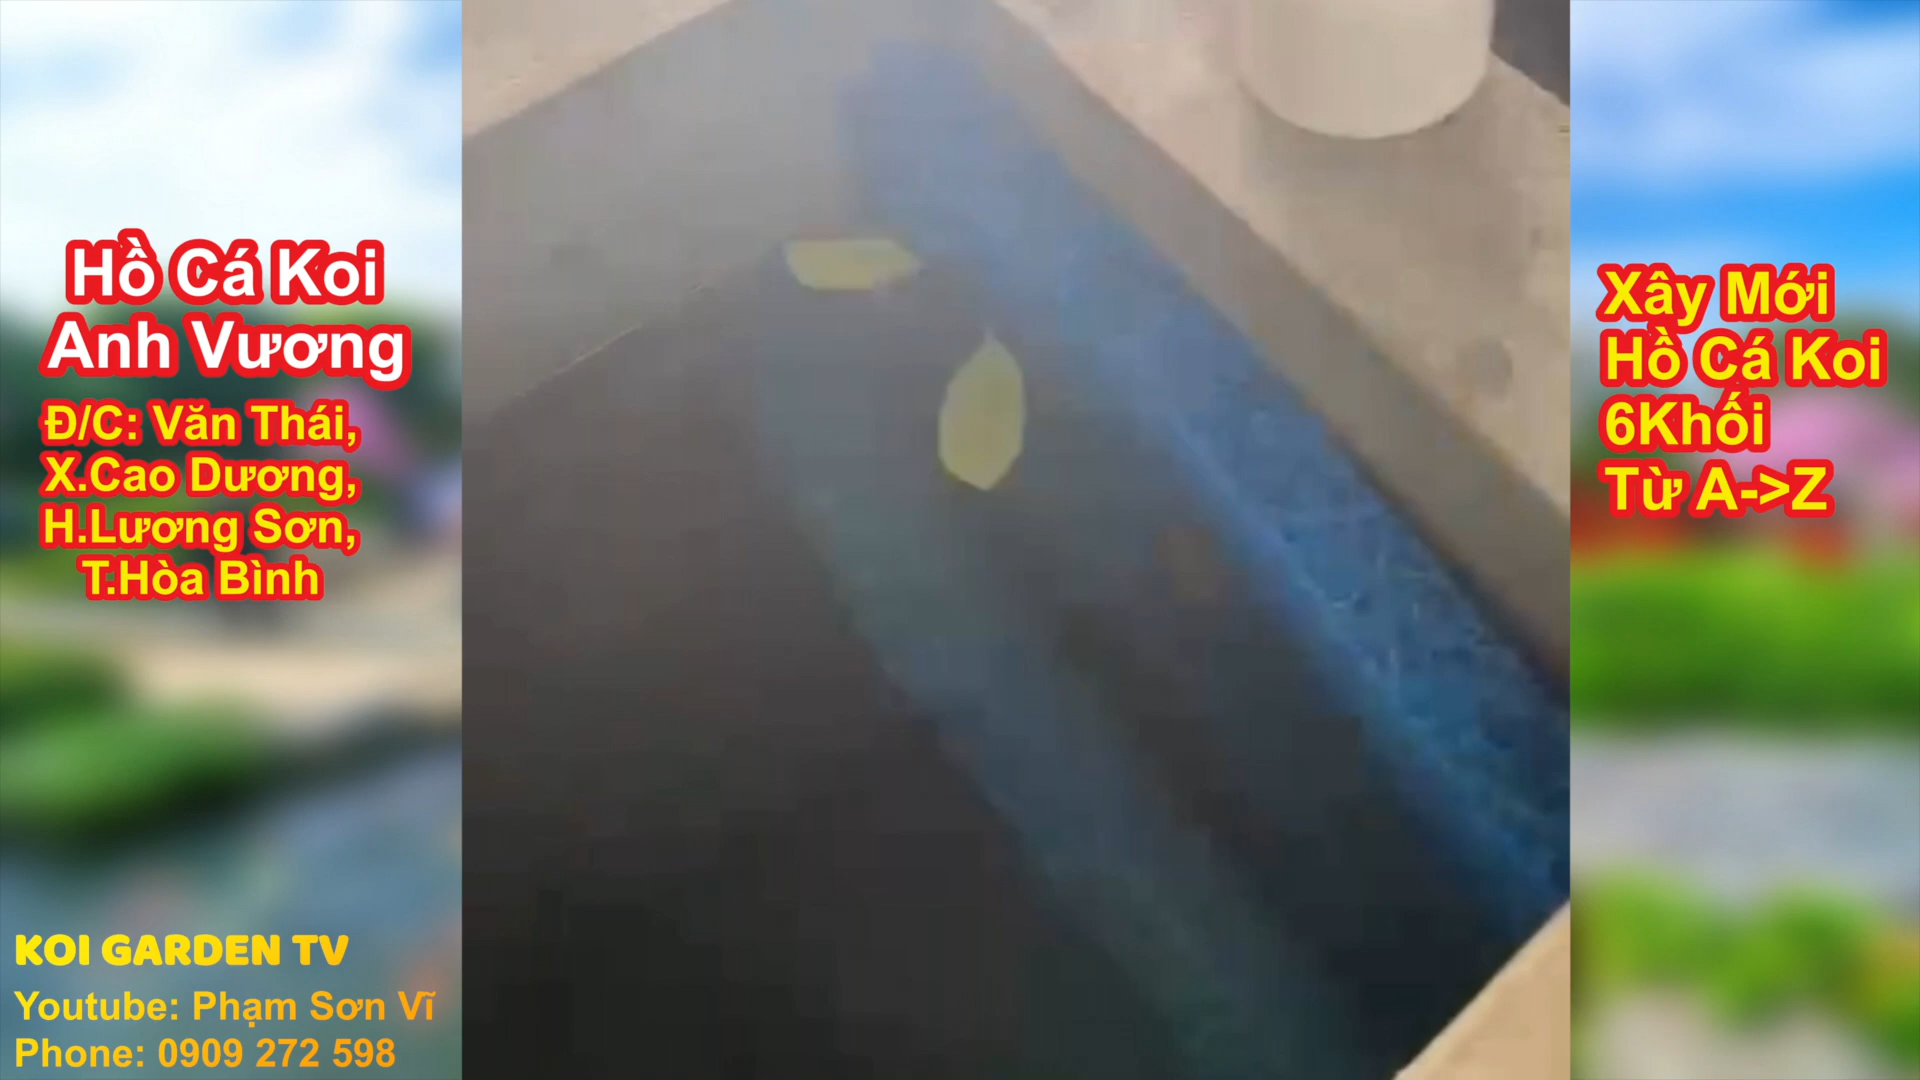 Hồ Cá Koi
Anh Vương
Đ/C: Văn Thái,
X.Cao Dương,
H.Lương Sơn,
T.Hòa Bình
KOI GARDEN TV
Youtube: Phạm Sơn Vĩ
Phone: 0909 272 598
Xây Mới
Hồ Cá Koi
6Khối
Từ A->Z